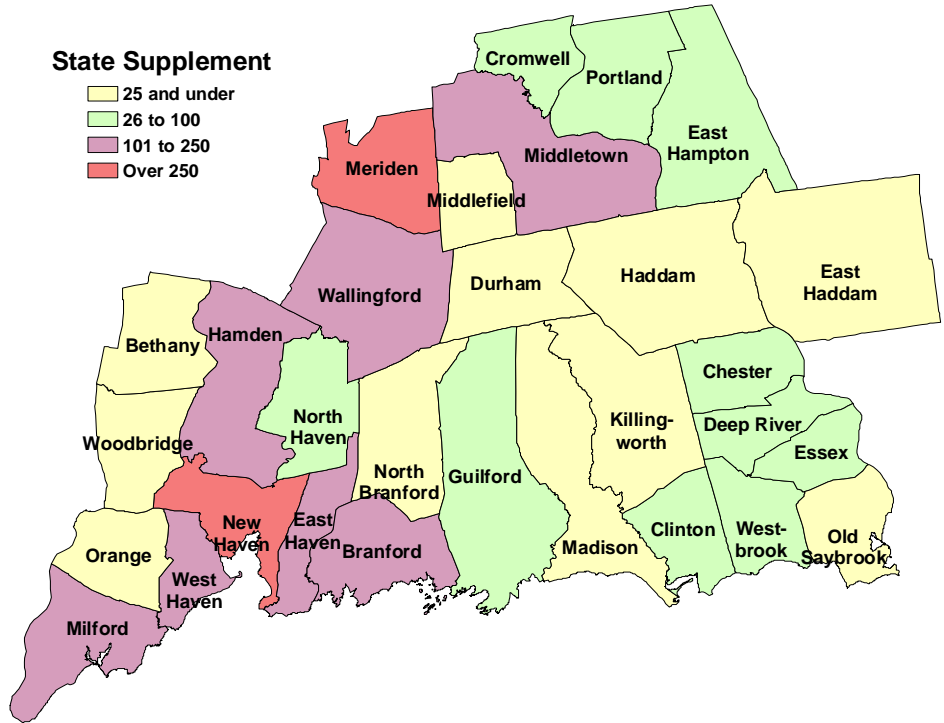 State Supplement
25 and under
26 to 100
101 to 250
Over 250
Cromwell
Portland
East
Hampton
Middletown
Meriden
Middlefield
Durham
Haddam
East
Haddam
Wallingford
Hamden
Bethany
North
Haven
Woodbridge
Chester
Killing-
worth
Deep River
Essex
North
Branford
Guilford
New
Haven
East
Haven
Branford
Orange
West
Haven
Milford
Madison
Clinton
West-
brook
Old
Saybrook